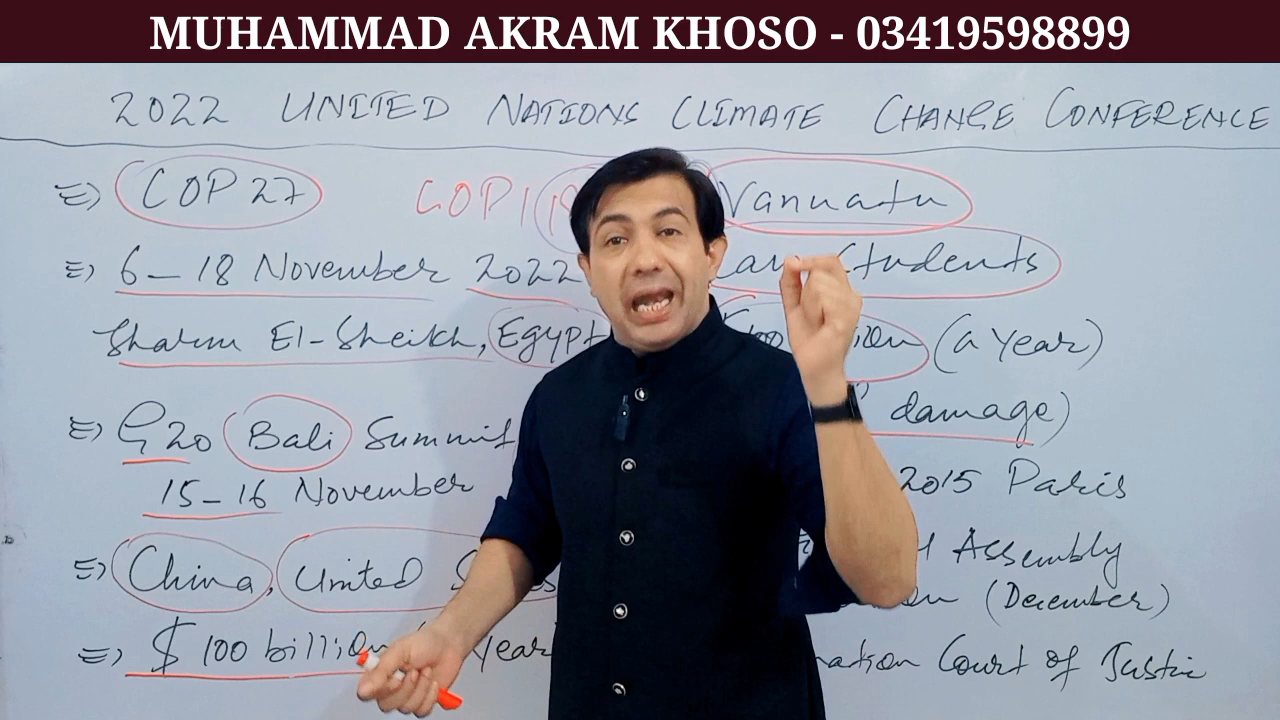 MUHAMMAD AKRAM KHOSO - 03419598899
2022 UNITED NATIONS CLIMATE CHANGE CONFERENCE
=) COP 27
COP
Vanuatu
=) 6-18 November 2022
Students
Sharm El-Sheikh, Egypt
(a Year)
=) G20 Bali Summit
damage)
15-16 November
2015 Paris
=) China, United
Assembly
(December)
=) $ 100 billion
Year
Court of Justice